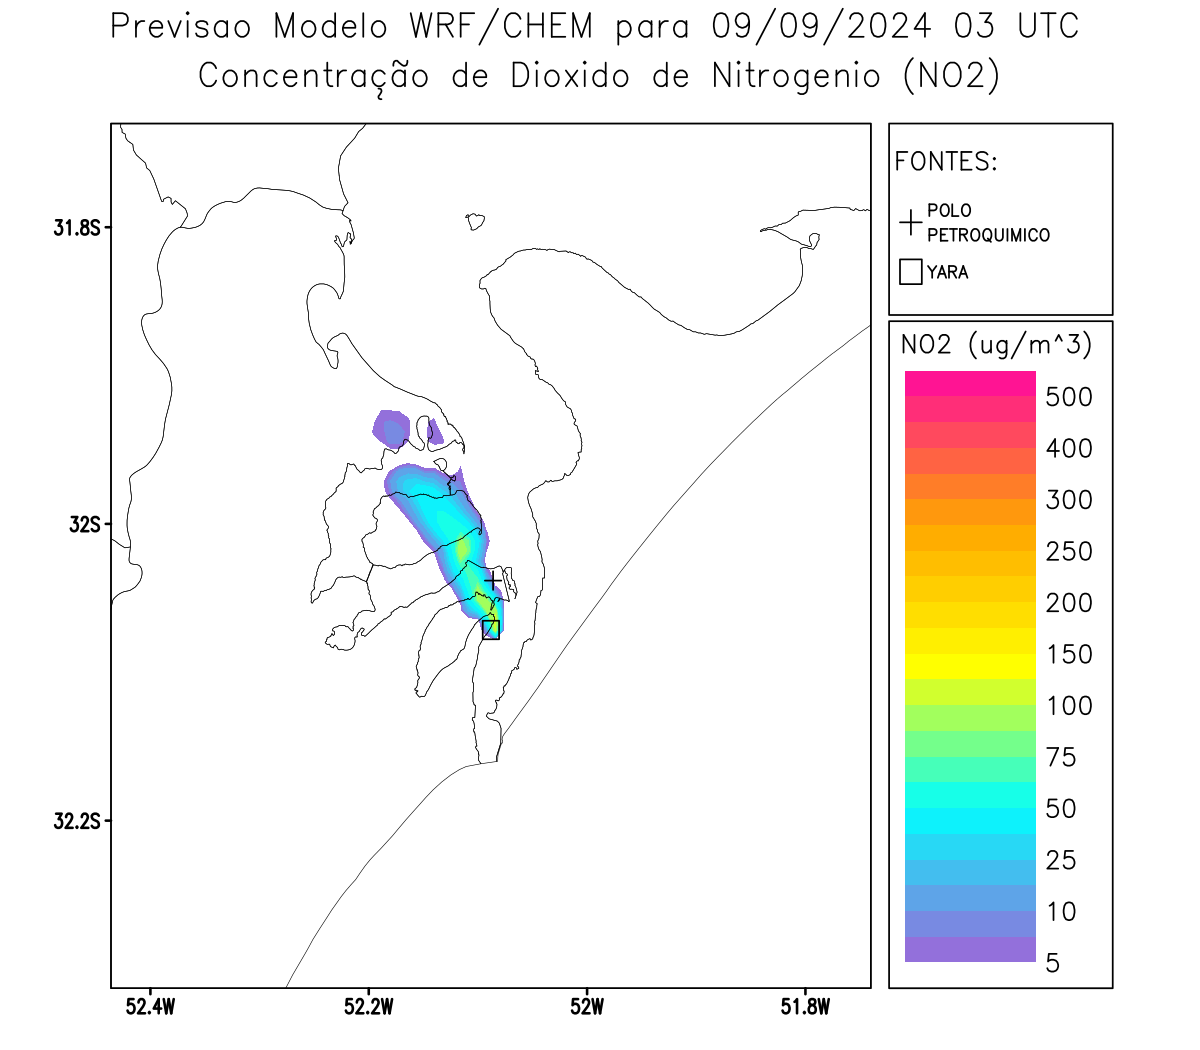 Previsao Modelo WRF/CHEM para 09/09/2024 03 UTC
Concentração de Dioxido de Nitrogenio (NO2)
FONTES:
POLO
PETROQUIMICO
YARA
31.8S
32S
32.2S
52.4W
52.2W
52W
51.8W
NO2 (ug/m^3)
500
400
300
250
200
150
100
75
50
25
10
5